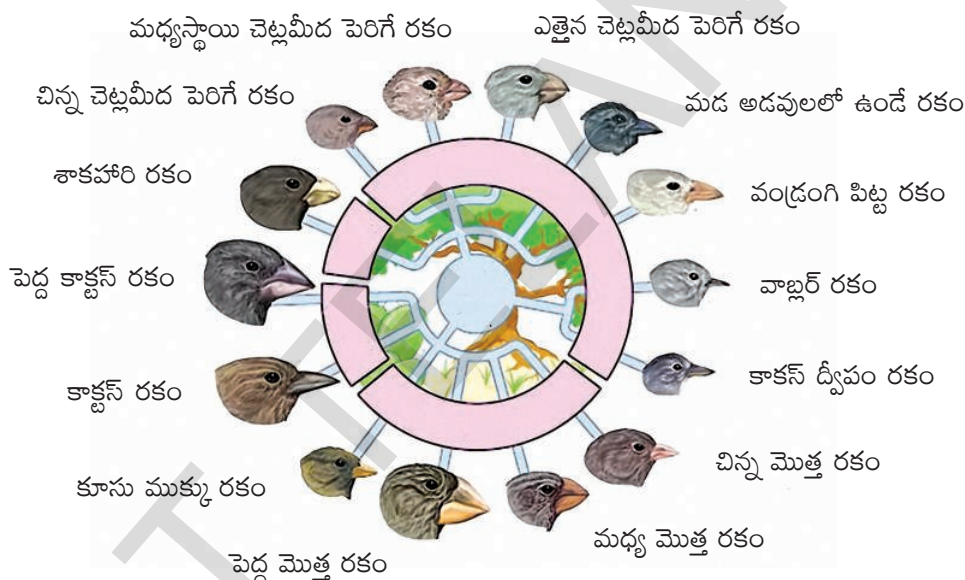 మధ్యస్థాయి చెట్లమీద పెరిగే రకం
ఎత్తైన చెట్లమీద పెరిగే రకం
చిన్న చెట్లమీద పెరిగే రకం
మడ అడవులలో ఉండే రకం
శాకహారి రకం
వండ్రంగి పిట్ట రకం
పెద్ద కాక్టస్ రకం
వాబ్లర్ రకం
కాకస్ ద్వీపం రకం
కాక్టస్ రకం
చిన్న మొత్త రకం
కూసు ముక్కు రకం
మధ్య మొత్త రకం
పెద్ద మొత్త రకం